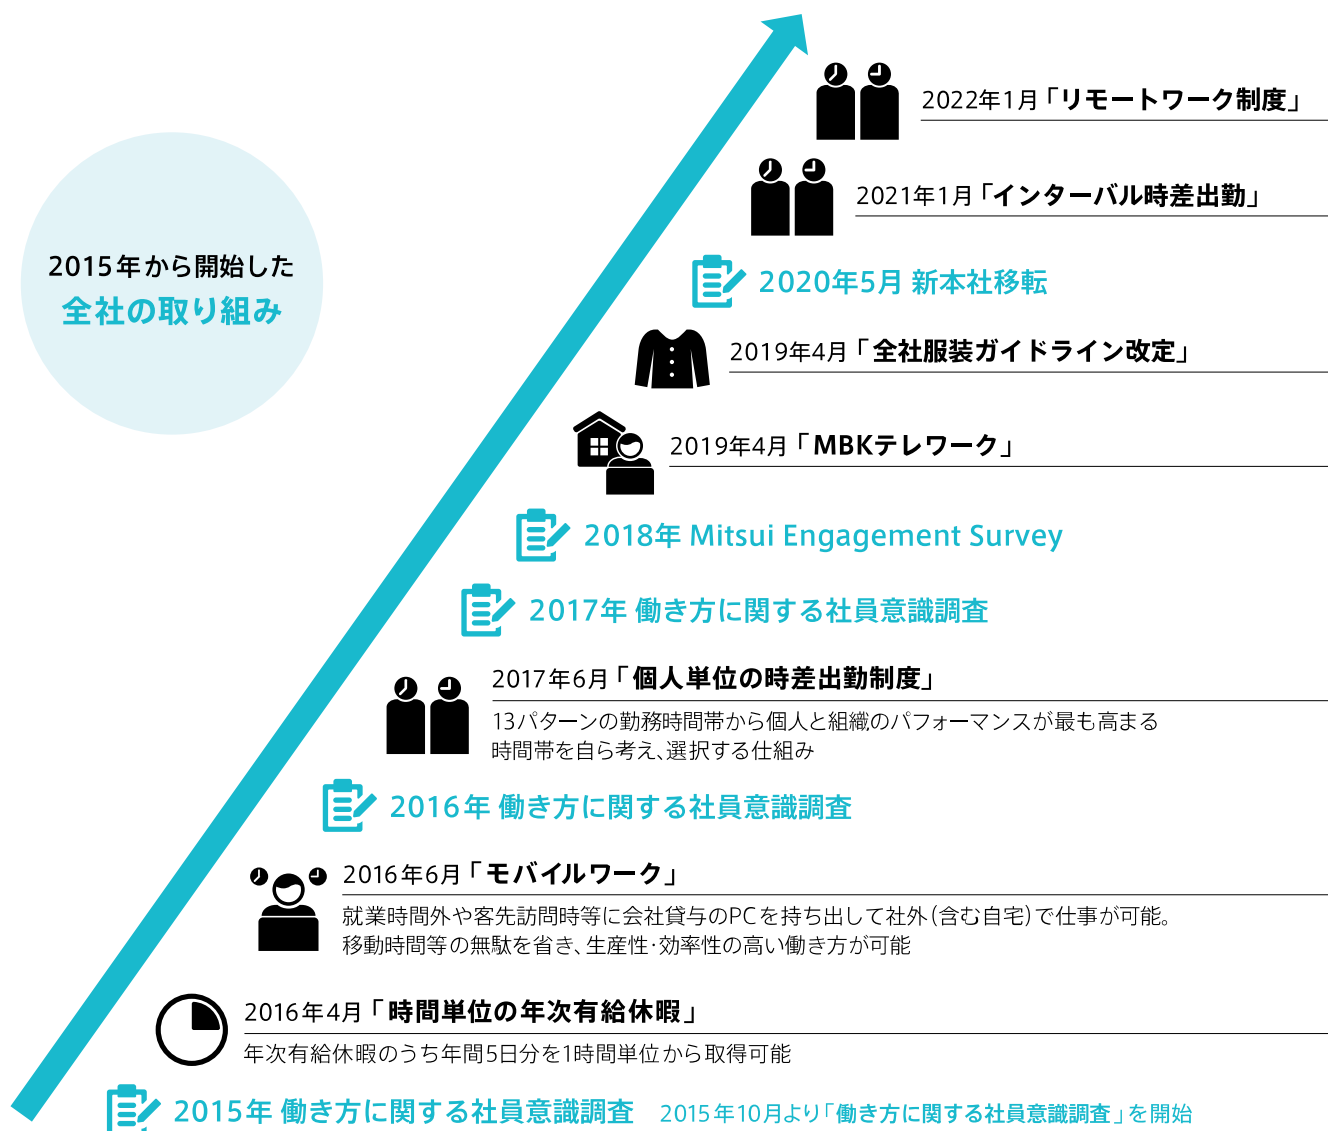 2022年1月「リモートワーク制度」
2021年1月「インターバル時差出勤」
2015年から開始した
全社の取り組み
2020年5月 新本社移転
2019年4月「全社服装ガイドライン改定」
2019年4月「MBKテレワーク」
2018年 Mitsui Engagement Survey
2017年 働き方に関する社員意識調査
2017年6月「個人単位の時差出勤制度」
13パターンの勤務時間帯から個人と組織のパフォーマンスが最も高まる
時間帯を自ら考え、選択する仕組み
2016年 働き方に関する社員意識調査
2016年6月「モバイルワーク」
就業時間外や客先訪問時等に会社貸与のPCを持ち出して社外（含む自宅）で仕事が可能。
移動時間等の無駄を省き、生産性・効率性の高い働き方が可能
2016年4月「時間単位の年次有給休暇」
年次有給休暇のうち年間5日分を1時間単位から取得可能
2015年 働き方に関する社員意識調査 2015年10月より「働き方に関する社員意識調査」を開始